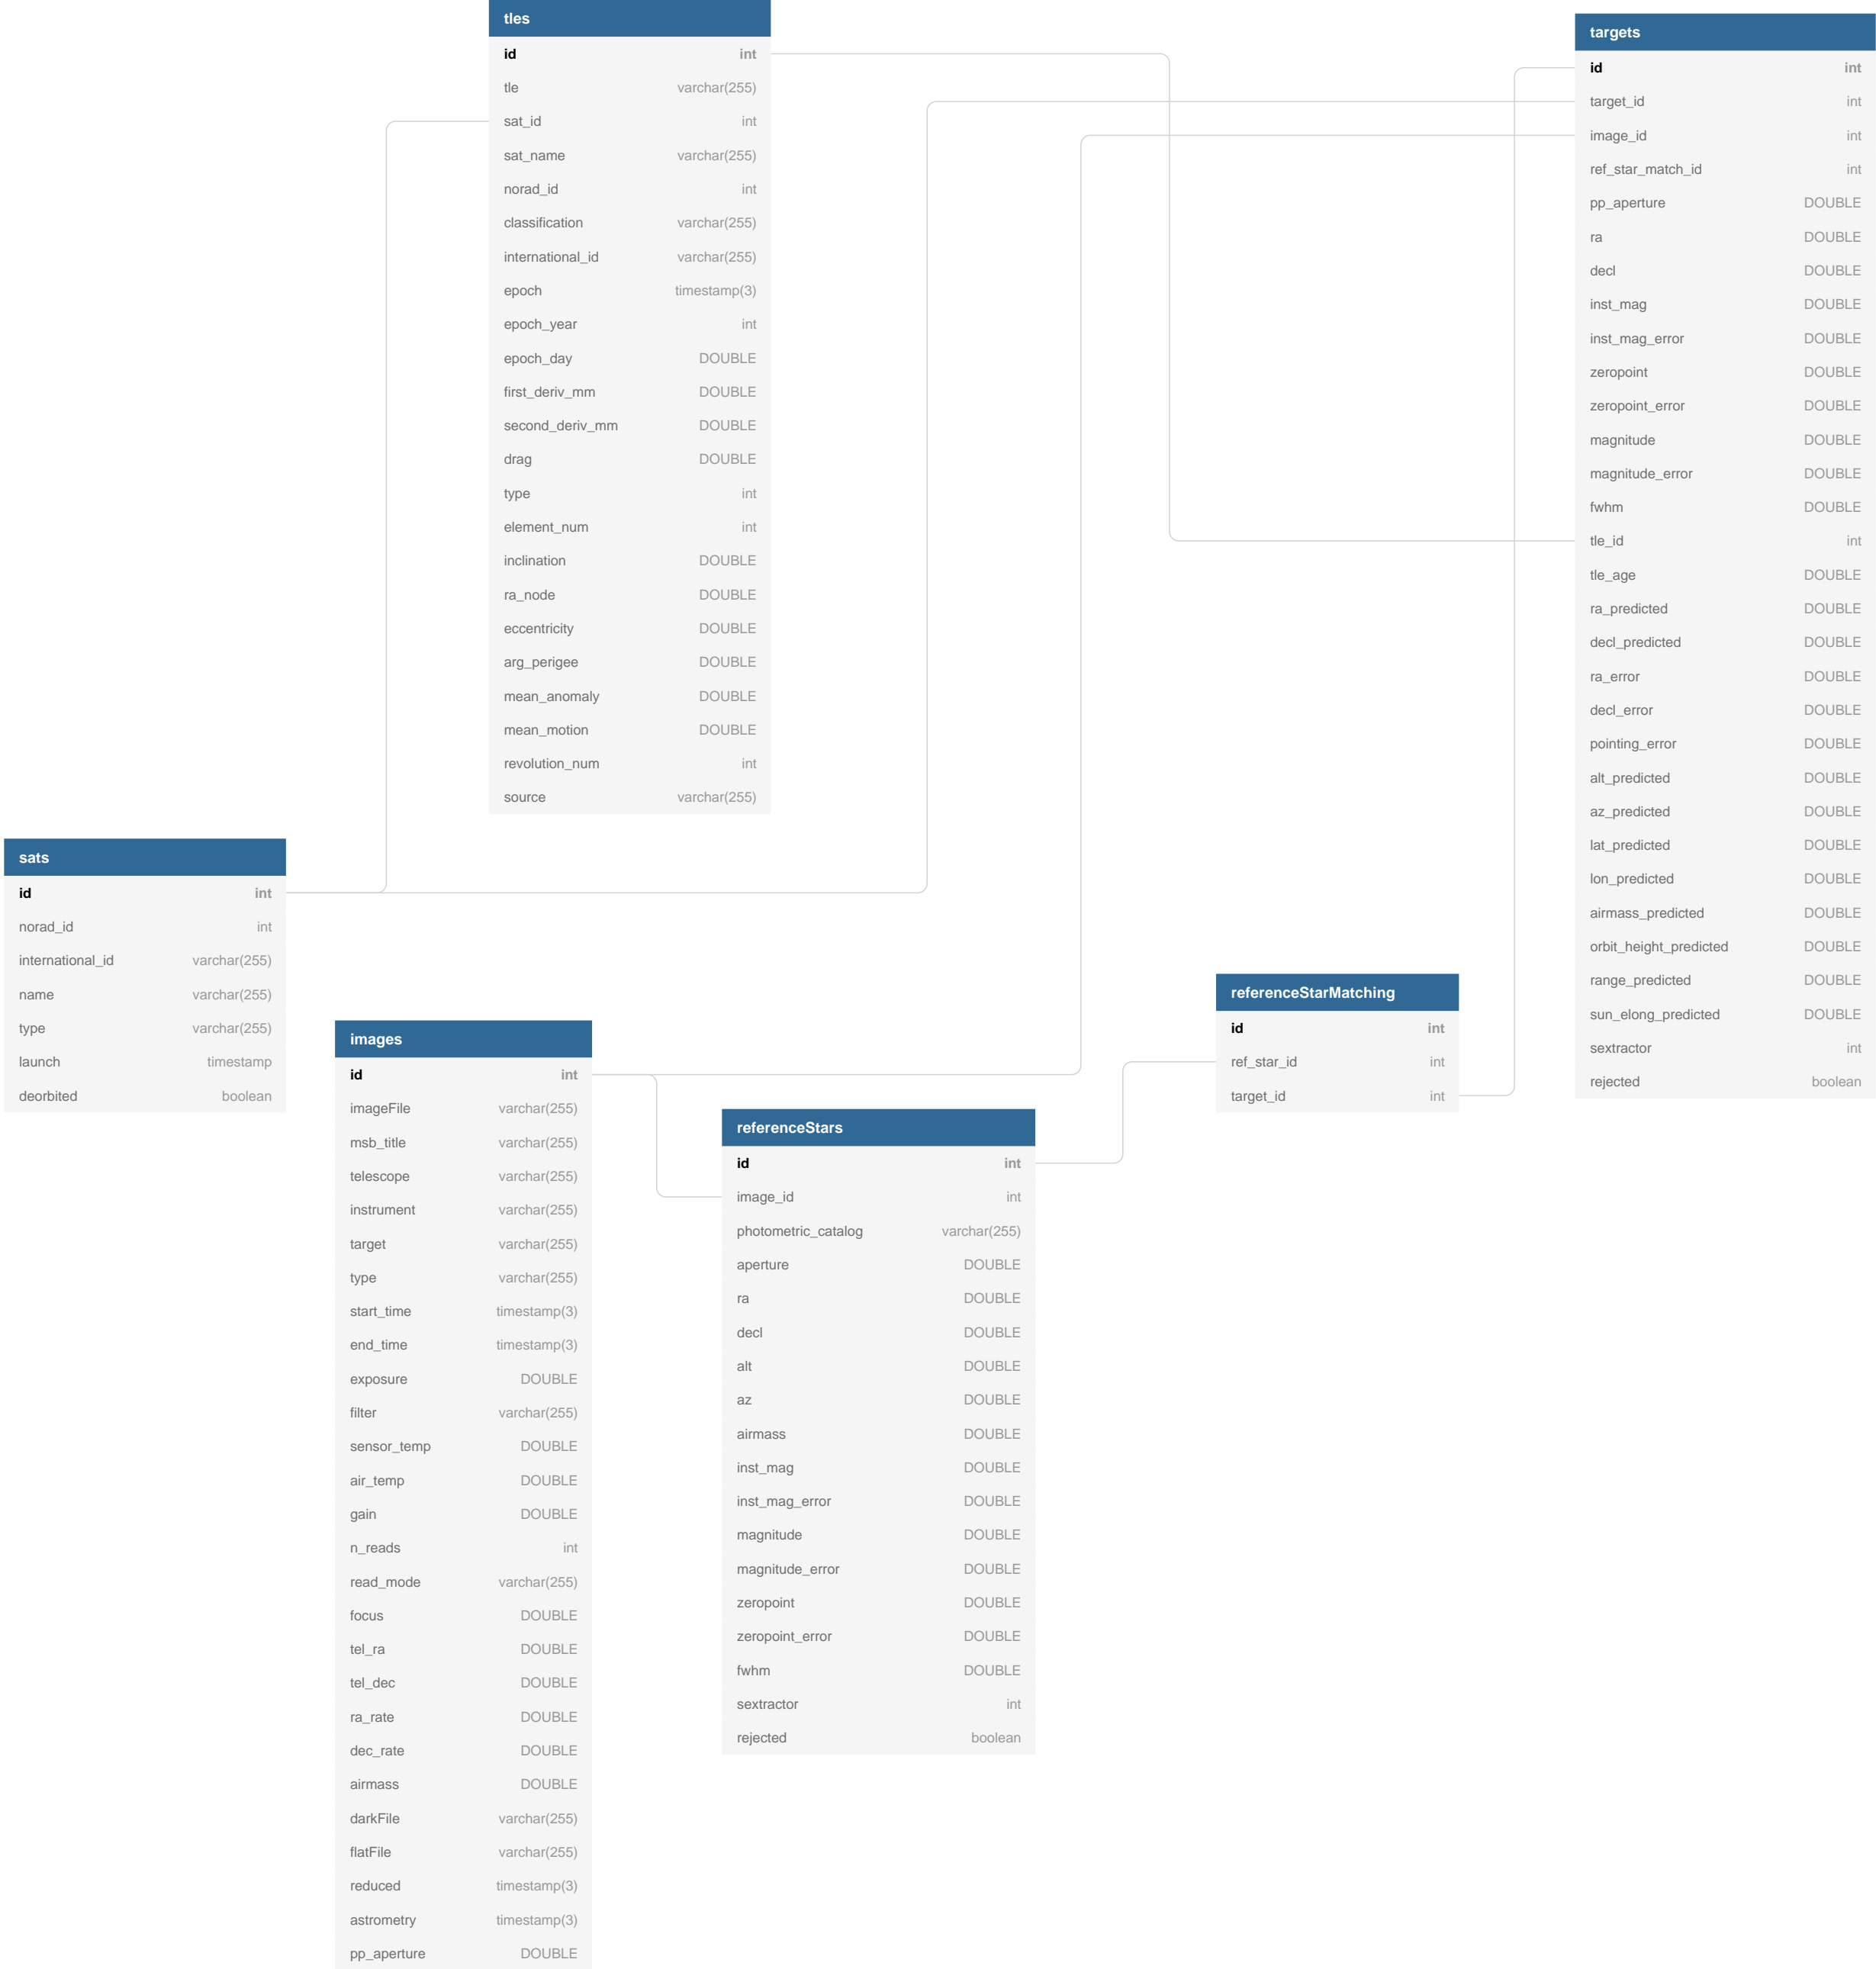 tles
id int
tle varchar(255)
sat_id int
sat_name varchar(255)
norad_id int
classification varchar(255)
international_id varchar(255)
epoch timestamp(3)
epoch_year int
epoch_day DOUBLE
first_deriv_mm DOUBLE
second_deriv_mm DOUBLE
drag DOUBLE
type int
element_num int
inclination DOUBLE
ra_node DOUBLE
eccentricity DOUBLE
arg_perigee DOUBLE
mean_anomaly DOUBLE
mean_motion DOUBLE
revolution_num int
source varchar(255)
targets
id int
target_id int
image_id int
ref_star_match_id int
pp_aperture DOUBLE
ra DOUBLE
decl DOUBLE
inst_mag DOUBLE
inst_mag_error DOUBLE
zeropoint DOUBLE
zeropoint_error DOUBLE
magnitude DOUBLE
magnitude_error DOUBLE
fwhm DOUBLE
tle_id int
tle_age DOUBLE
ra_predicted DOUBLE
decl_predicted DOUBLE
ra_error DOUBLE
decl_error DOUBLE
pointing_error DOUBLE
alt_predicted DOUBLE
az_predicted DOUBLE
lat_predicted DOUBLE
lon_predicted DOUBLE
airmass_predicted DOUBLE
orbit_height_predicted DOUBLE
range_predicted DOUBLE
sun_elong_predicted DOUBLE
sextractor int
rejected boolean
sats
id int
norad_id int
international_id varchar(255)
name varchar(255)
type varchar(255)
launch timestamp
deorbited boolean
referenceStarMatching
id int
ref_star_id int
target_id int
images
id int
imageFile varchar(255)
msb_title varchar(255)
telescope varchar(255)
instrument varchar(255)
target varchar(255)
type varchar(255)
start_time timestamp(3)
end_time timestamp(3)
exposure DOUBLE
filter varchar(255)
sensor_temp DOUBLE
air_temp DOUBLE
gain DOUBLE
n_reads int
read_mode varchar(255)
focus DOUBLE
tel_ra DOUBLE
tel_dec DOUBLE
ra_rate DOUBLE
dec_rate DOUBLE
airmass DOUBLE
darkFile varchar(255)
flatFile varchar(255)
reduced timestamp(3)
astrometry timestamp(3)
pp_aperture DOUBLE
referenceStars
id int
image_id int
photometric_catalog varchar(255)
aperture DOUBLE
ra DOUBLE
decl DOUBLE
alt DOUBLE
az DOUBLE
airmass DOUBLE
inst_mag DOUBLE
inst_mag_error DOUBLE
magnitude DOUBLE
magnitude_error DOUBLE
zeropoint DOUBLE
zeropoint_error DOUBLE
fwhm DOUBLE
sextractor int
rejected boolean